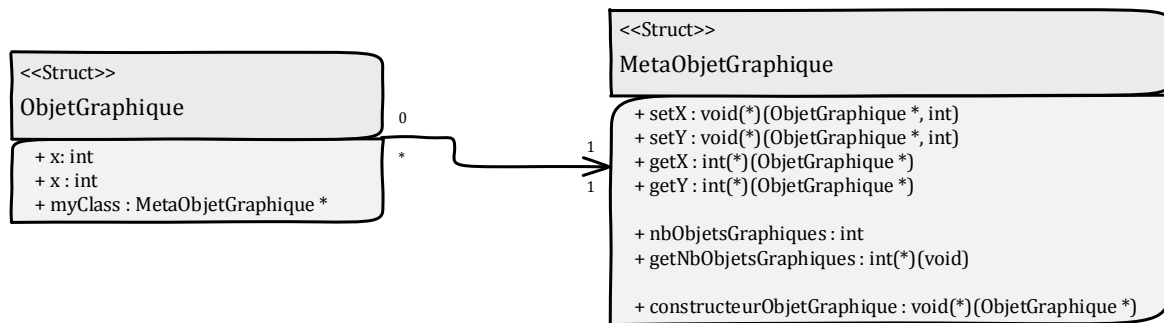 <<Struct>>
ObjetGraphique
+ x: int
+ x : int
+ myClass : MetaObjetGraphique *
0
*
1
1
<<Struct>>
MetaObjetGraphique
+ setX : void(*)(ObjetGraphique *, int)
+ setY : void(*)(ObjetGraphique *, int)
+ getX : int(*)(ObjetGraphique *)
+ getY : int(*)(ObjetGraphique *)
+ nbObjetsGraphiques : int
+ getNbObjetsGraphiques : int(*)(void)
+ constructeurObjetGraphique : void(*)(ObjetGraphique *)